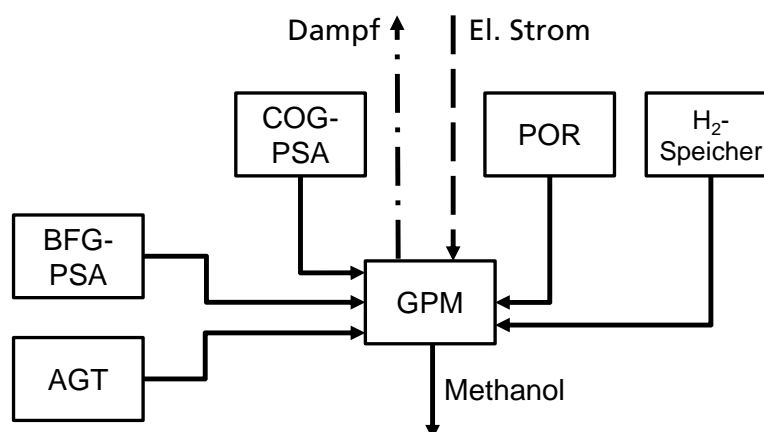 Dampf
El. Strom
COG-
PSA
POR
H₂-
Speicher
BFG-
PSA
GPM
AGT
Methanol